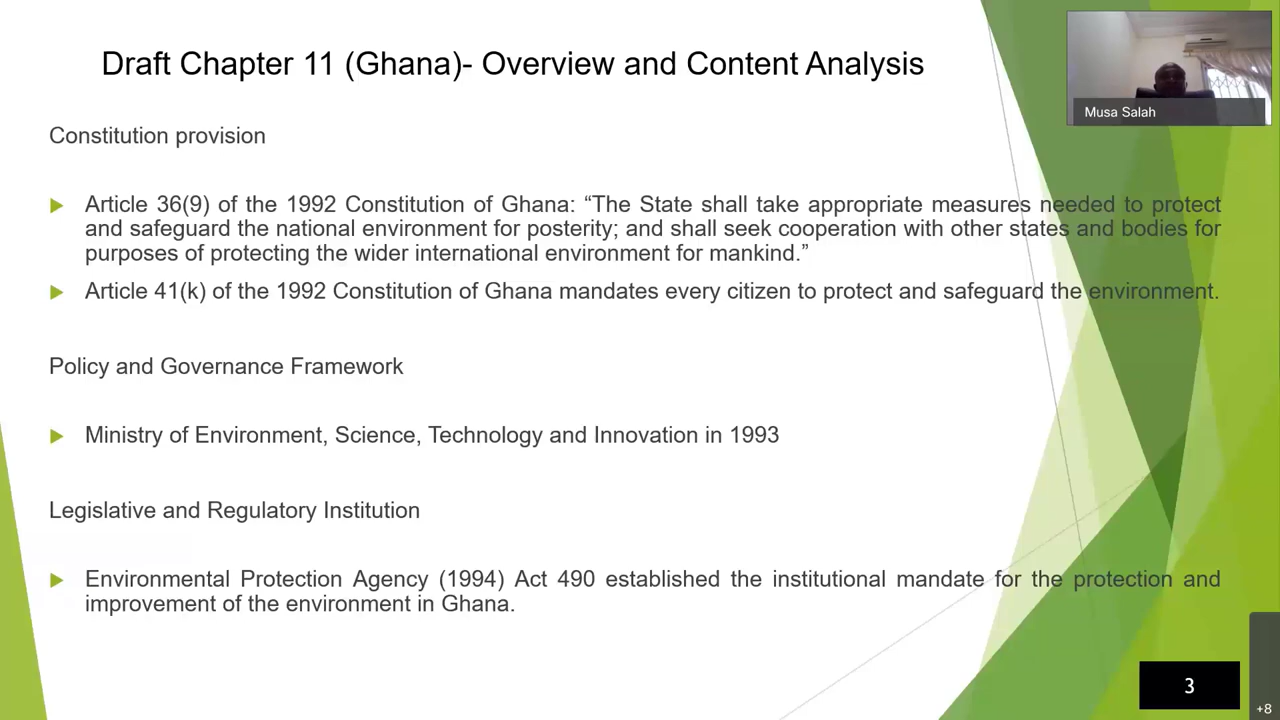 Draft Chapter 11 (Ghana)- Overview and Content Analysis
Musa Salah
Constitution provision
Article 36(9) of the 1992 Constitution of Ghana: “The State shall take appropriate measures needed to protect
and safeguard the national environment for posterity; and shall seek cooperation with other states and bodies for
purposes of protecting the wider international environment for mankind.”
Article 41(k) of the 1992 Constitution of Ghana mandates every citizen to protect and safeguard the environment.
Policy and Governance Framework
Ministry of Environment, Science, Technology and Innovation in 1993
Legislative and Regulatory Institution
Environmental Protection Agency (1994) Act 490 established the institutional mandate for the protection and
improvement of the environment in Ghana.
3
+8